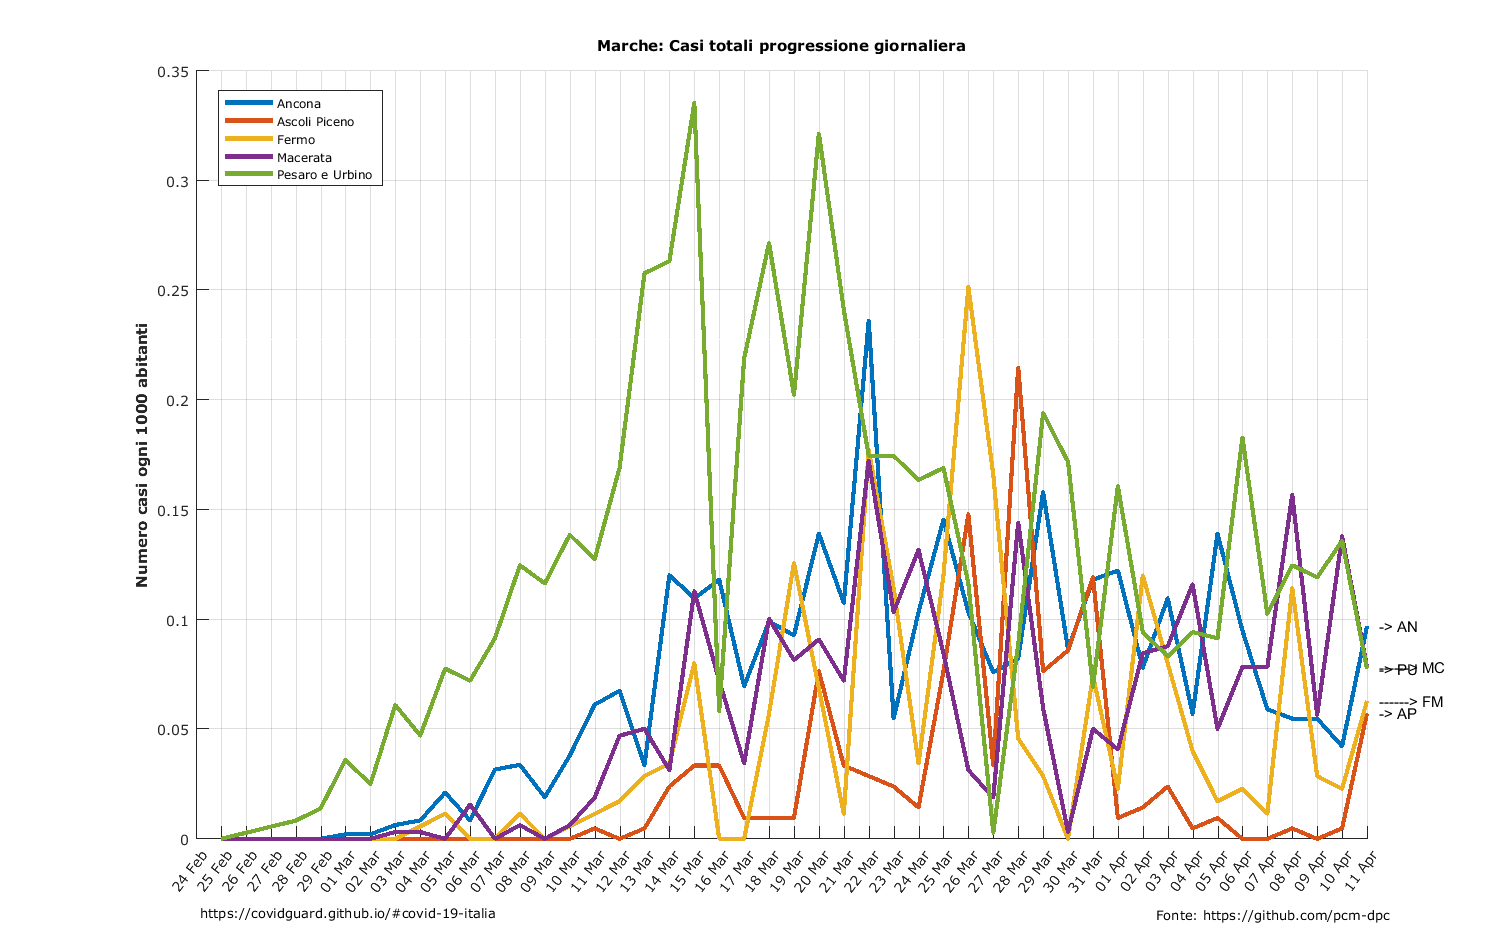 Marche: Casi totali progressione giornaliera
Numero casi ogni 1000 abitanti
0.35
0.3
0.25
0.2
0.15
0.1
0.05
0
Ancona
Ascoli Piceno
Fermo
Macerata
Pesaro e Urbino
-> AN
-> PU
------> MC
------> FM
-> AP
24 Feb
25 Feb
26 Feb
27 Feb
28 Feb
29 Feb
01 Mar
02 Mar
03 Mar
04 Mar
05 Mar
06 Mar
07 Mar
08 Mar
09 Mar
10 Mar
11 Mar
12 Mar
13 Mar
14 Mar
15 Mar
16 Mar
17 Mar
18 Mar
19 Mar
20 Mar
21 Mar
22 Mar
23 Mar
24 Mar
25 Mar
26 Mar
27 Mar
28 Mar
29 Mar
30 Mar
31 Mar
01 Apr
02 Apr
03 Apr
04 Apr
05 Apr
06 Apr
07 Apr
08 Apr
09 Apr
10 Apr
11 Apr
https://covidguard.github.io/#covid-19-italia
Fonte: https://github.com/pcm-dpc